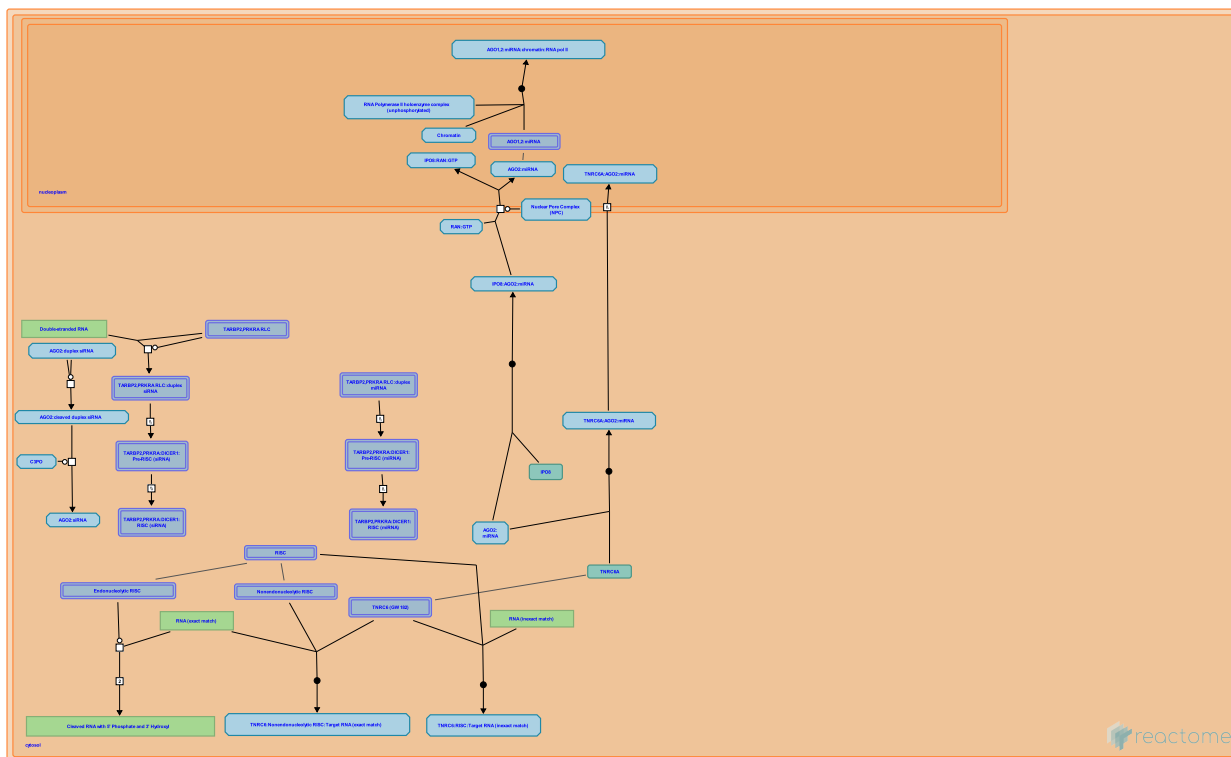 AGO1,2:miRNA:chromatin:RNA pol II
RNA Polymerase II holoenzyme complex
(unphosphorylated)
Chromatin
AGO1,2:miRNA
IPO8:RAN:GTP
AGO2:miRNA
TNRC6A:AGO2:miRNA
nucleoplasm
Nuclear Pore Complex
(NPC)
RAN:GTP
IPO8:AGO2:miRNA
Double-stranded RNA
TARBP2,PRKRA:RLC
AGO2:duplex siRNA
TARBP2,PRKRA:RLC:duplex
siRNA
TARBP2,PRKRA:RLC:duplex
miRNA
AGO2:cleaved duplex siRNA
TNRC6A:AGO2:miRNA
C3PO
TARBP2,PRKRA:DICER1:
Pre-RISC (siRNA)
TARBP2,PRKRA:DICER1:
Pre-RISC (miRNA)
IPO8
AGO2:siRNA
TARBP2,PRKRA:DICER1:
RISC (siRNA)
TARBP2,PRKRA:DICER1:
RISC (miRNA)
AGO2:
miRNA
RISC
TNRC6A
Endonucleolytic RISC
Nonendonucleolytic RISC
TNRC6 (GW182)
RNA (exact match)
RNA (inexact match)
2
Cleaved RNA with 5' Phosphate and 3' Hydroxyl
TNRC6:Nonendonucleolytic RISC:Target RNA (exact match)
TNRC6:RISC:Target RNA (inexact match)
cytosol
reactome